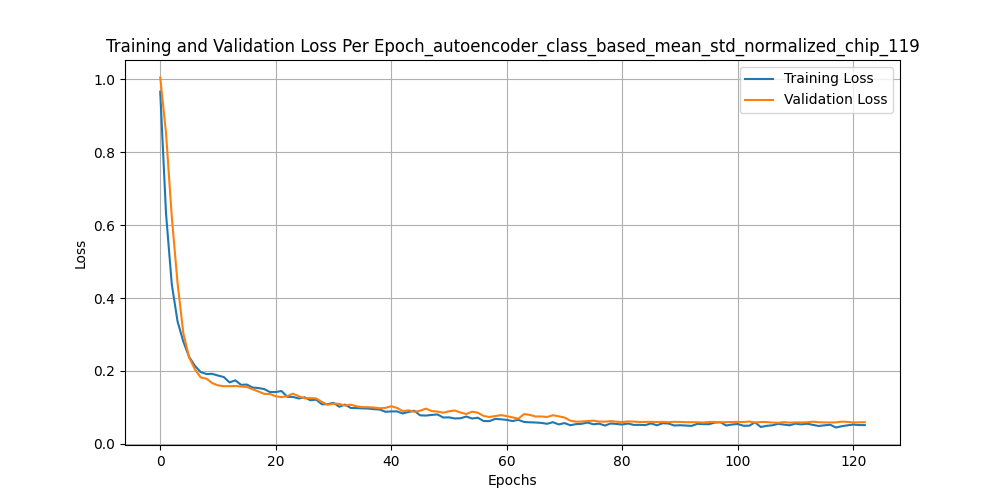 Training and Validation Loss Per Epoch_autoencoder_class_based_mean_std_normalized_chip_119
Training Loss
Validation Loss
1.0
0.8
0.6
0.4
0.2
0.0
Loss
0 20 40 60 80 100 120
Epochs